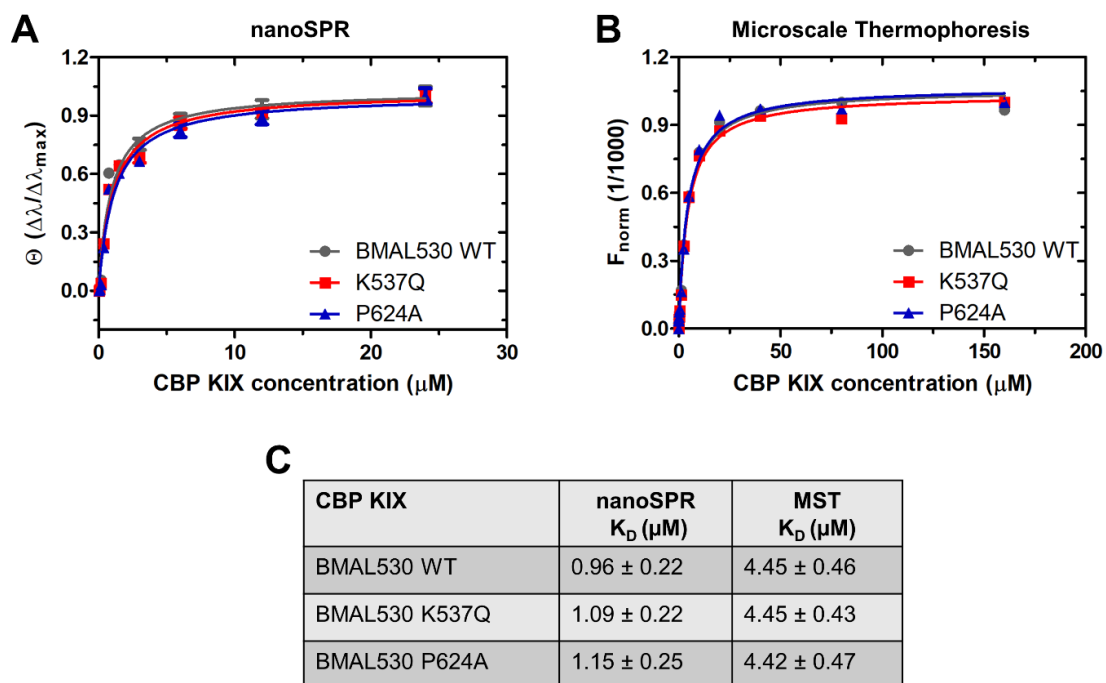 A
nanoSPR
Θ (Δλ/Δλmax)
1.2
0.9
0.6
0.3
0.0
BMAL530 WT
K537Q
P624A
0
10
20
30
CBP KIX concentration (μM)
B
Microscale Thermophoresis
Fnorm (1/1000)
1.2
0.9
0.6
0.3
0.0
BMAL530 WT
K537Q
P624A
0
50
100
150
200
CBP KIX concentration (μM)
C
CBP KIX
nanoSPR
KD (μM)
MST
KD (μM)
BMAL530 WT
0.96 ± 0.22
4.45 ± 0.46
BMAL530 K537Q
1.09 ± 0.22
4.45 ± 0.43
BMAL530 P624A
1.15 ± 0.25
4.42 ± 0.47